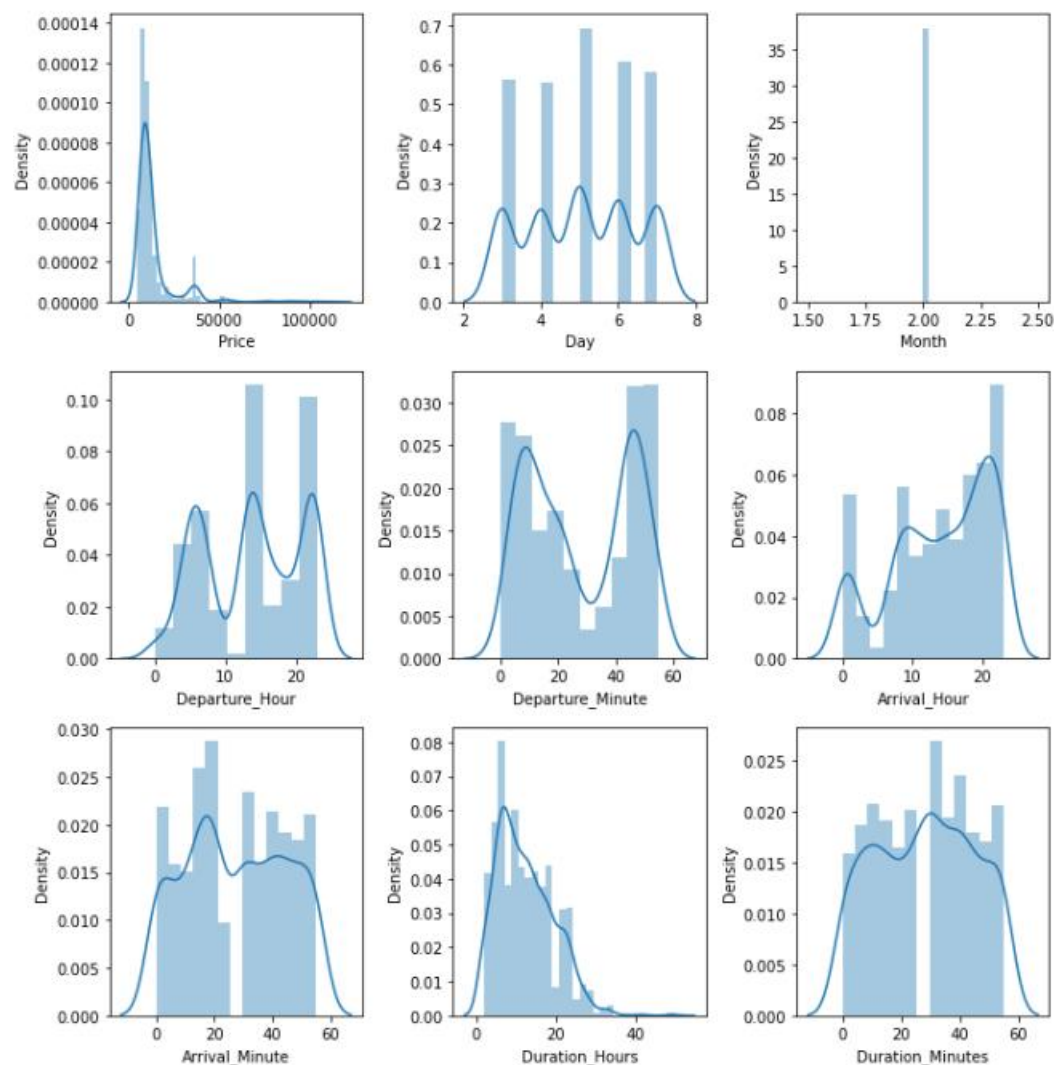 0.00014
0.00012
0.00010
0.00008
0.00006
0.00004
0.00002
0.00000
Density
0 50000 100000
Price
0.7
0.6
0.5
0.4
0.3
0.2
0.1
0.0
Density
2 4 6 8
Day
35
30
25
20
15
10
5
0
Density
1.50 1.75 2.00 2.25 2.50
Month
0.10
0.08
0.06
0.04
0.02
0.00
Density
0 10 20
Departure_Hour
0.030
0.025
0.020
0.015
0.010
0.005
0.000
Density
0 20 40 60
Departure_Minute
0.08
0.06
0.04
0.02
0.00
Density
0 10 20
Arrival_Hour
0.030
0.025
0.020
0.015
0.010
0.005
0.000
Density
0 20 40 60
Arrival_Minute
0.08
0.07
0.06
0.05
0.04
0.03
0.02
0.01
0.00
Density
0 20 40
Duration_Hours
0.025
0.020
0.015
0.010
0.005
0.000
Density
0 20 40 60
Duration_Minutes